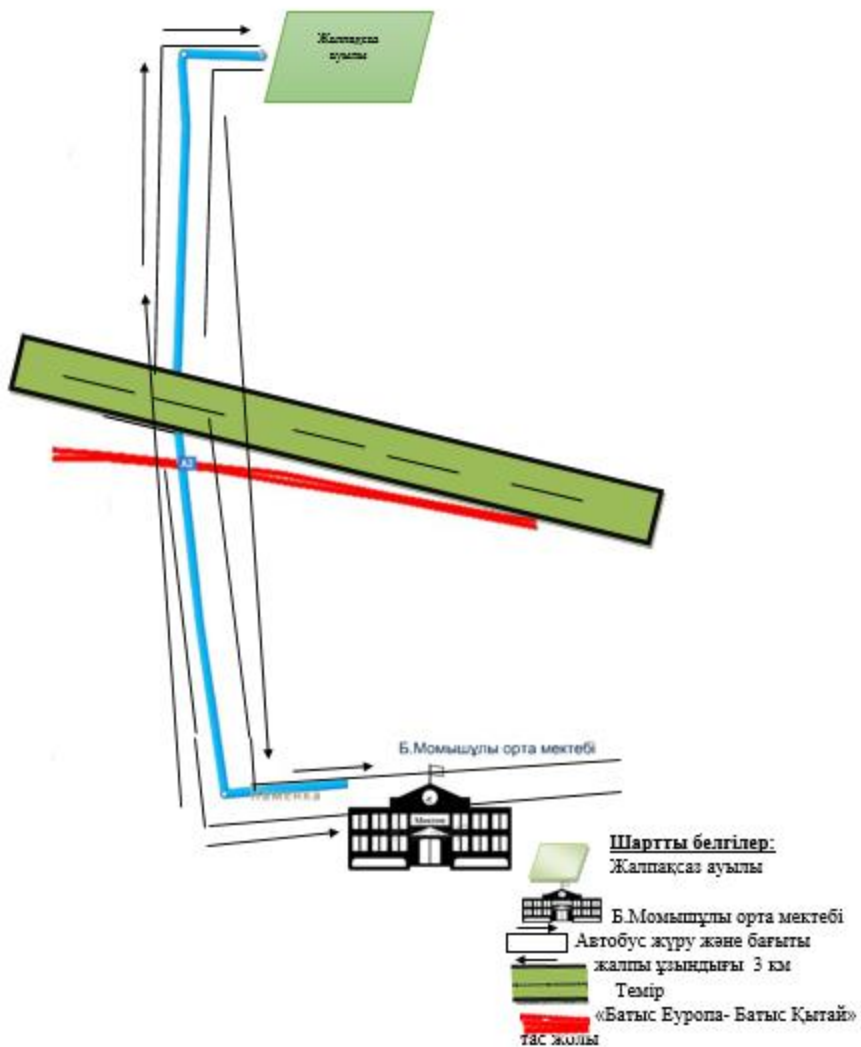 Жалпақсаз
ауылы
A2
Б.Момышұлы орта мектебі
Мектеп
Шартты белгілер:
Жалпақсаз ауылы
Б.Момышұлы орта мектебі
Автобус жүру және бағыты
жалпы ұзындығы 3 км
Темір
«Батыс Еуропа- Батыс Қытай»
тас жолы